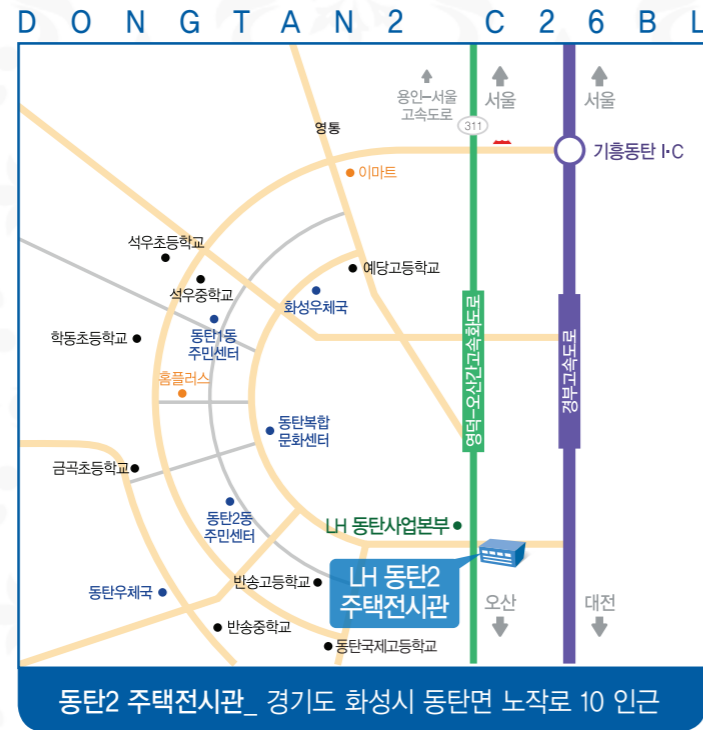 DONGTAN2 C26BL
용인-서울
고속도로
서울
서울
311
영통
기흥동탄 I·C
이마트
석우초등학교
예당고등학교
석우중학교
화성우체국
동탄1동
주민센터
학동초등학교
영덕-오산간고속화도로
경부고속도로
홈플러스
동탄복합
문화센터
금곡초등학교
동탄2동
주민센터
LH 동탄사업본부
LH 동탄2
주택전시관
반송고등학교
동탄우체국
오산
대전
반송중학교
동탄국제고등학교
동탄2 주택전시관_ 경기도 화성시 동탄면 노작로 10 인근